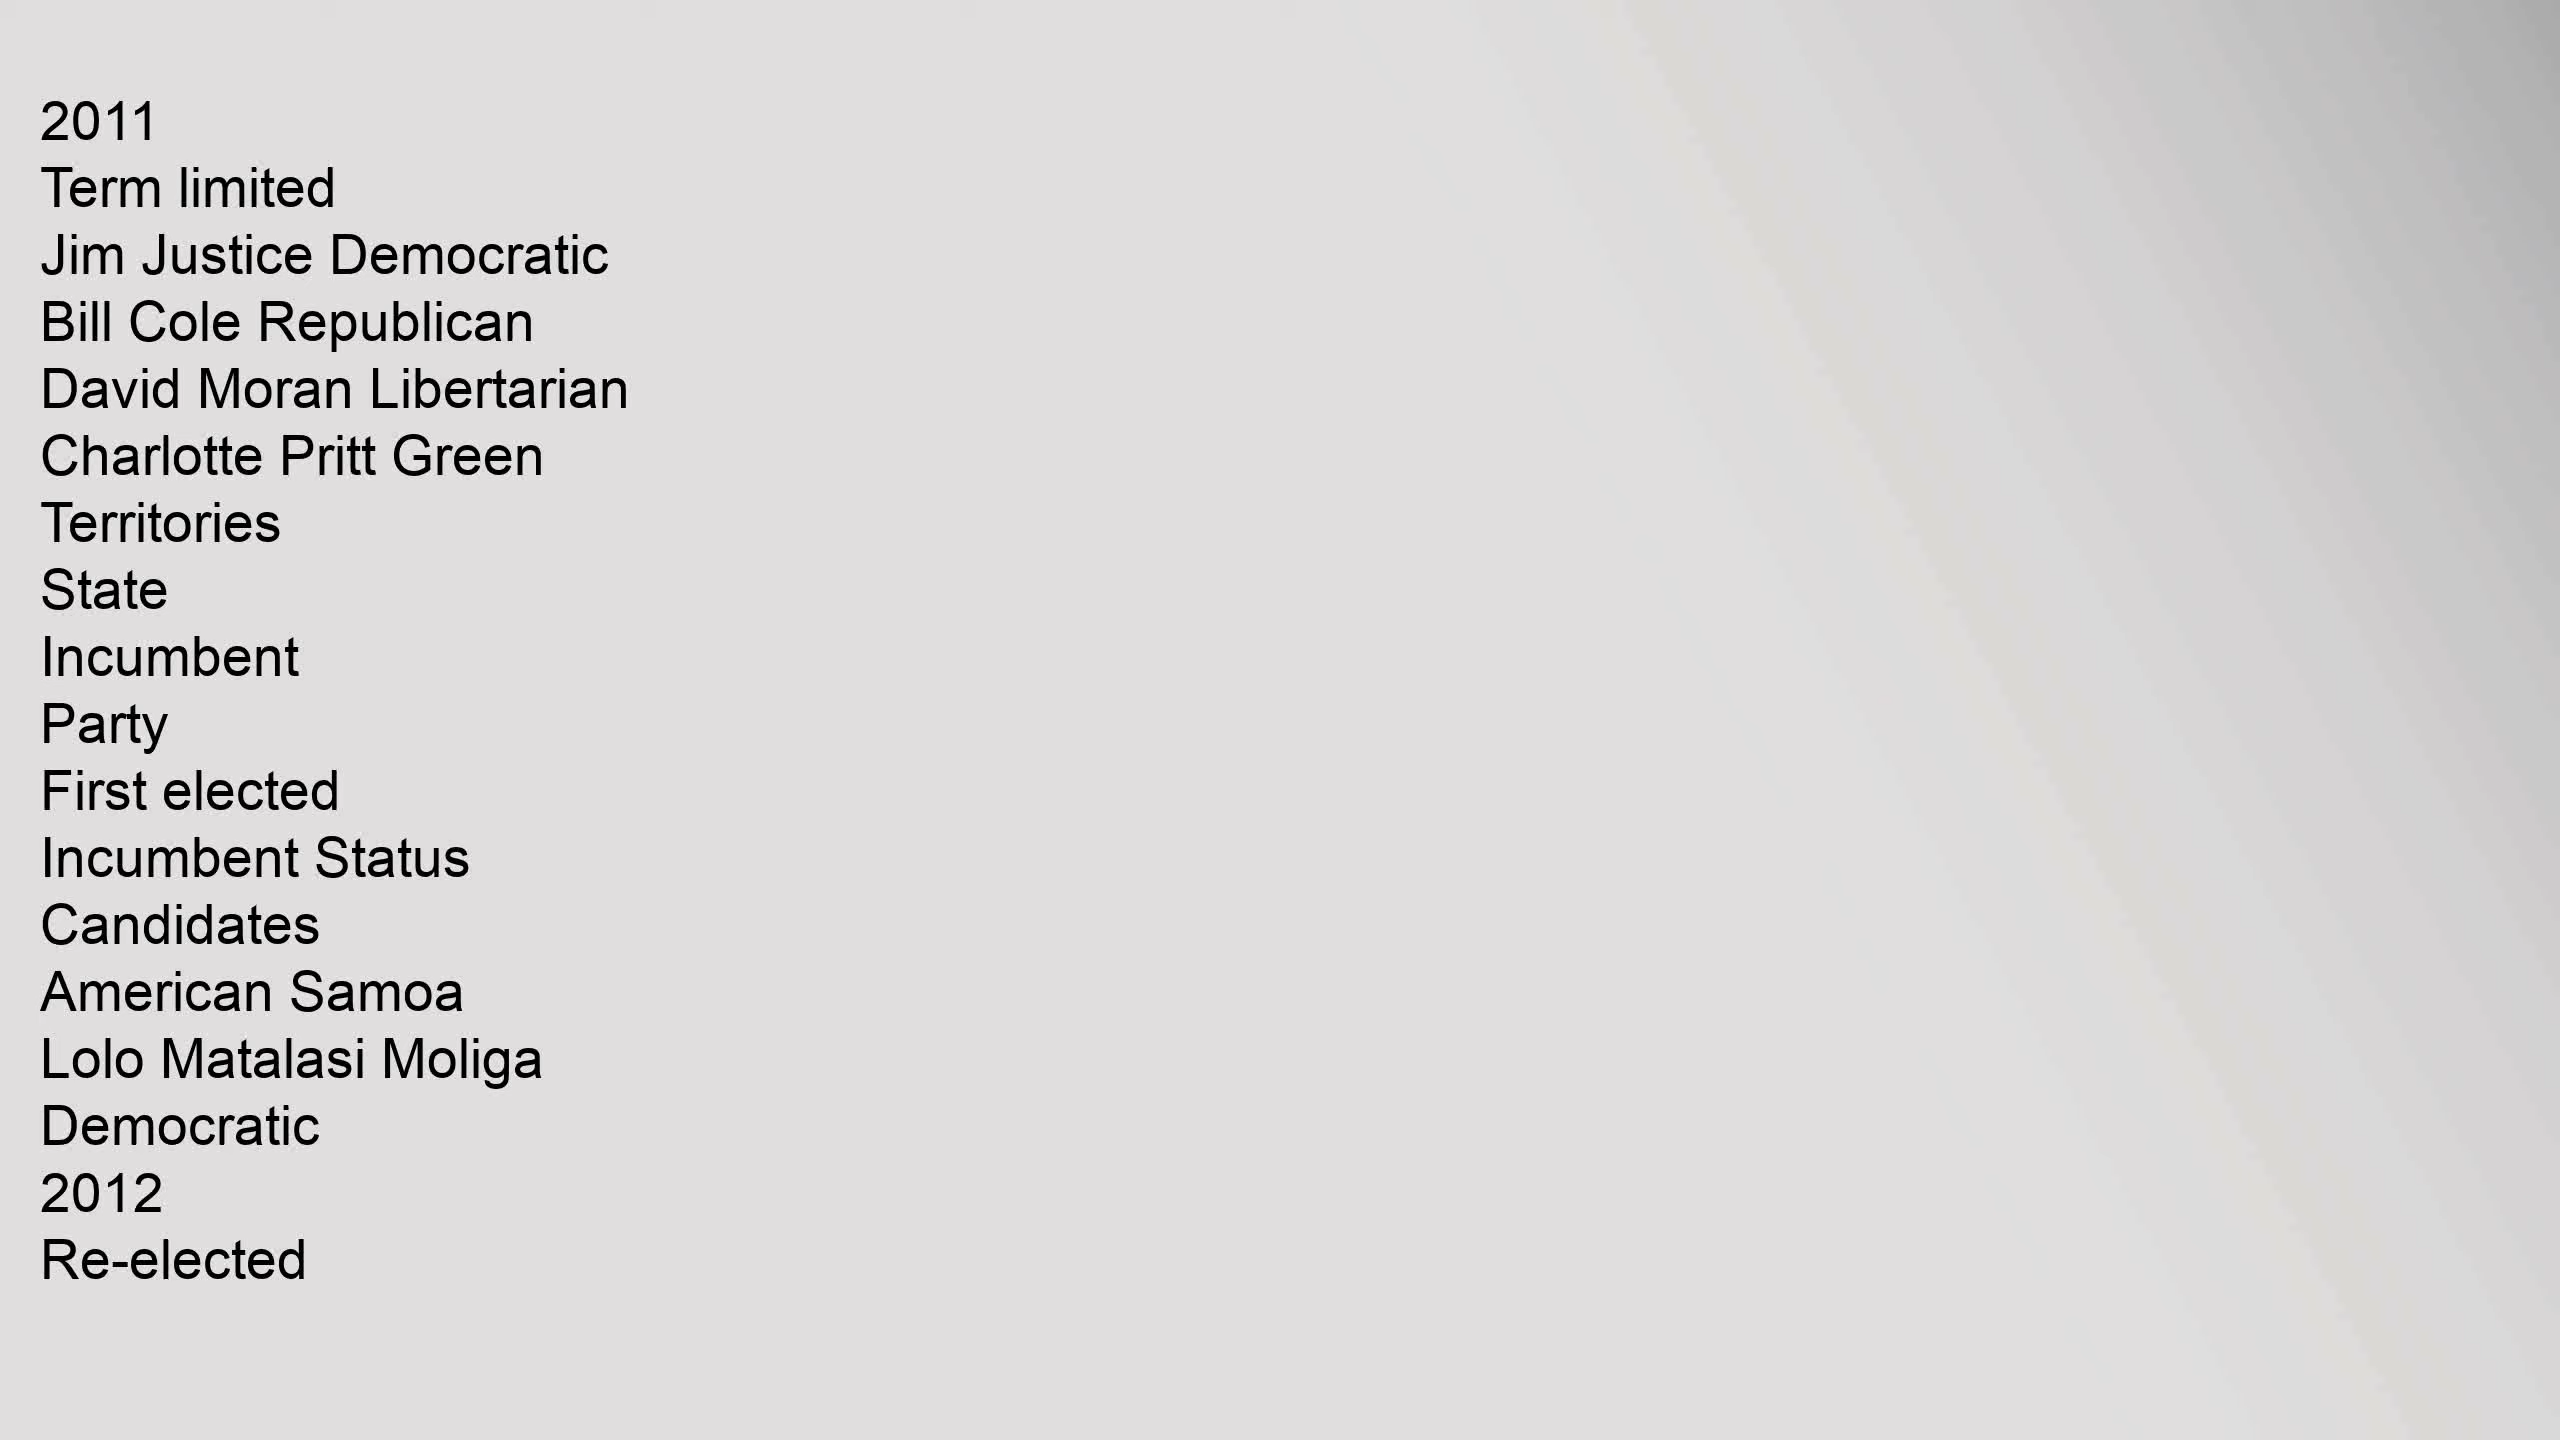 2011
Term limited
Jim Justice Democratic
Bill Cole Republican
David Moran Libertarian
Charlotte Pritt Green
Territories
State
Incumbent
Party
First elected
Incumbent Status
Candidates
American Samoa
Lolo Matalasi Moliga
Democratic
2012
Re-elected